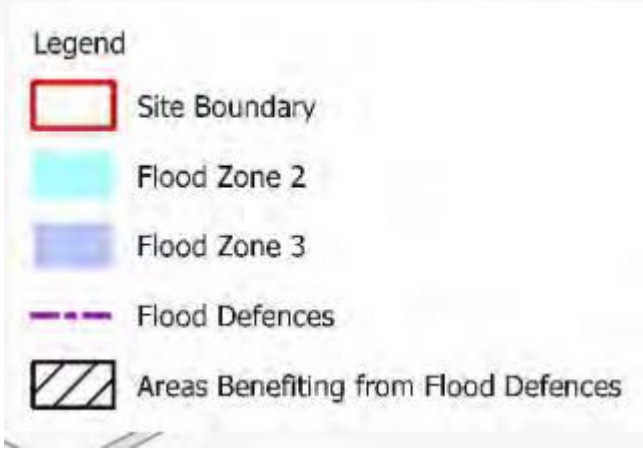 Legend
Site Boundary
Flood Zone 2
Flood Zone 3
Flood Defences
Areas Benefiting from Flood Defences